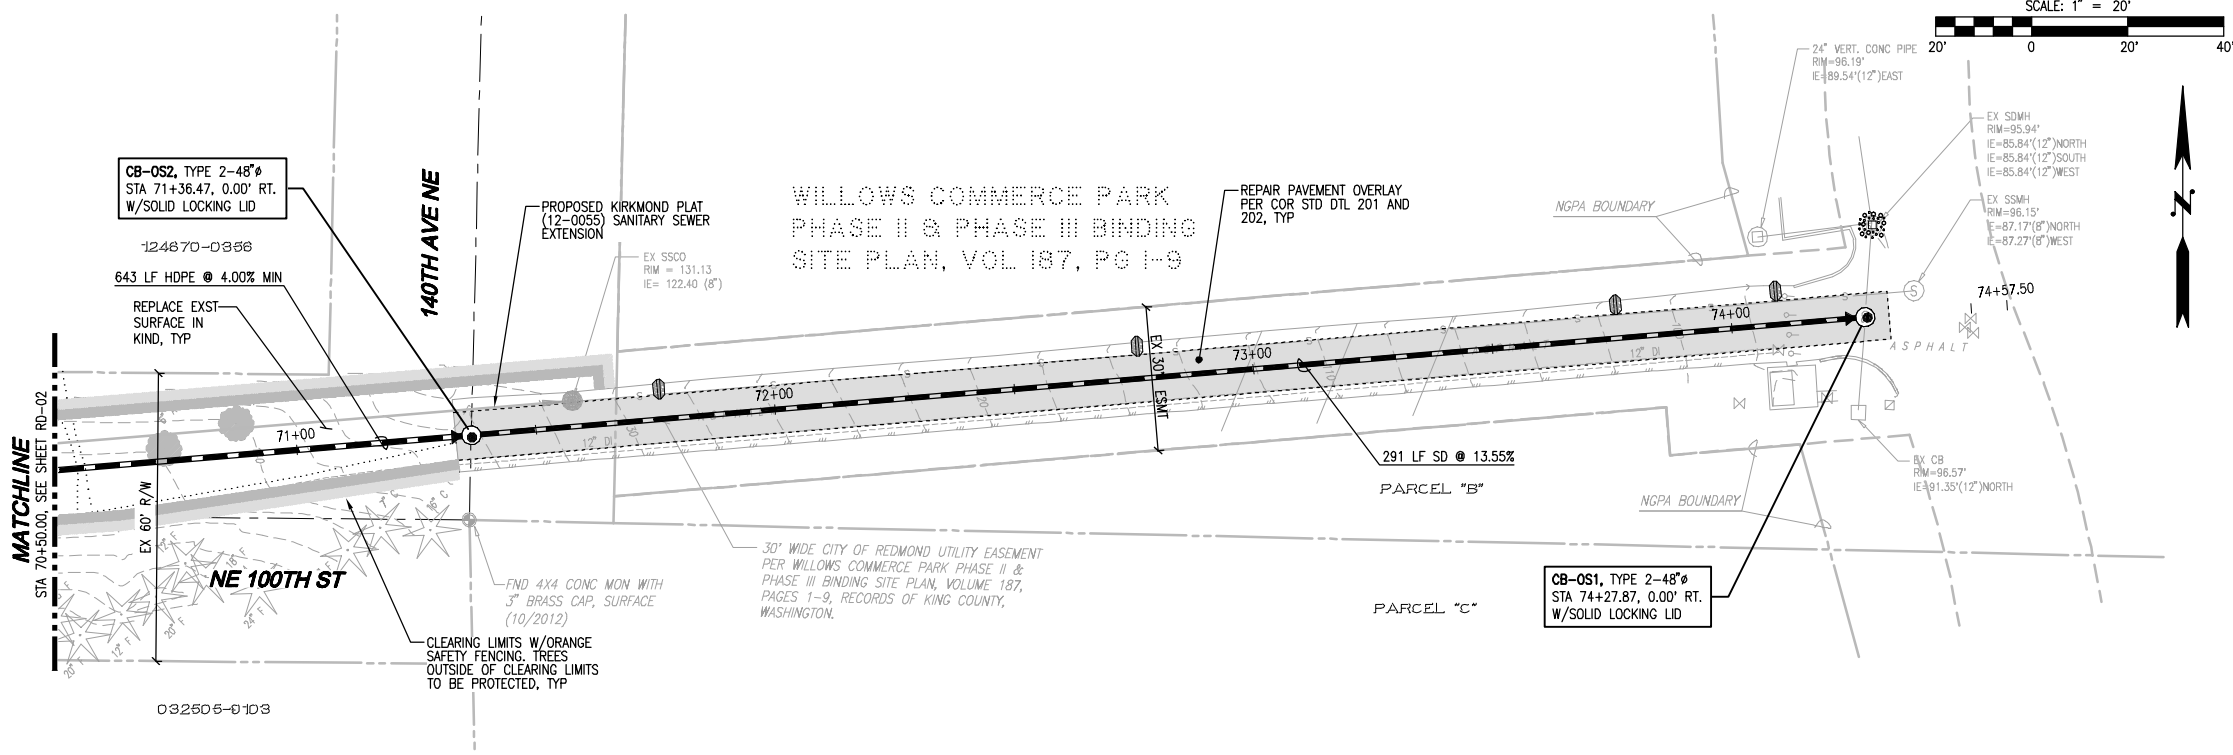 SCALE: 1" = 20'
20'
0
20'
40'
24" VERT. CONC PIPE
RIM=96.19'
IE=89.54'(12")EAST
EX SDMH
RIM=95.94'
IE=85.84'(12")NORTH
IE=85.84'(12")SOUTH
IE=85.84'(12")WEST
EX SSMH
RIM=96.15'
IE=87.17'(8")NORTH
IE=87.27'(8")WEST
N
CB-OS2, TYPE 2-48"ø
STA 71+36.47, 0.00' RT.
W/SOLID LOCKING LID
124670-0356
643 LF HDPE @ 4.00% MIN
REPLACE EXST
SURFACE IN
KIND, TYP
140TH AVE NE
PROPOSED KIRKMOND PLAT
(12-0055) SANITARY SEWER
EXTENSION
EX SSCO
RIM = 131.13
IE= 122.40 (8")
WILLOWS COMMERCE PARK
PHASE II & PHASE III BINDING
SITE PLAN, VOL 187, PG 1-9
REPAIR PAVEMENT OVERLAY
PER COR STD DTL 201 AND
202, TYP
NGPA BOUNDARY
74+57.50
71+00
72+00
73+00
74+00
EX 30' ESMT
12" DI
12" DI
ASPHALT
291 LF SD @ 13.55%
PARCEL "B"
NGPA BOUNDARY
EX CB
RIM=96.57'
IE=91.35'(12")NORTH
MATCHLINE
STA 70+50.00, SEE SHEET RD-02
EX 60' R/W
NE 100TH ST
7" C
16" C
12" F
18" F
20" F
24" F
12" F
20" F
FND 4X4 CONC MON WITH
3" BRASS CAP, SURFACE
(10/2012)
30' WIDE CITY OF REDMOND UTILITY EASEMENT
PER WILLOWS COMMERCE PARK PHASE II &
PHASE III BINDING SITE PLAN, VOLUME 187,
PAGES 1-9, RECORDS OF KING COUNTY,
WASHINGTON.
CB-OS1, TYPE 2-48"ø
STA 74+27.87, 0.00' RT.
W/SOLID LOCKING LID
PARCEL "C"
CLEARING LIMITS W/ORANGE
SAFETY FENCING. TREES
OUTSIDE OF CLEARING LIMITS
TO BE PROTECTED, TYP
032505-9103